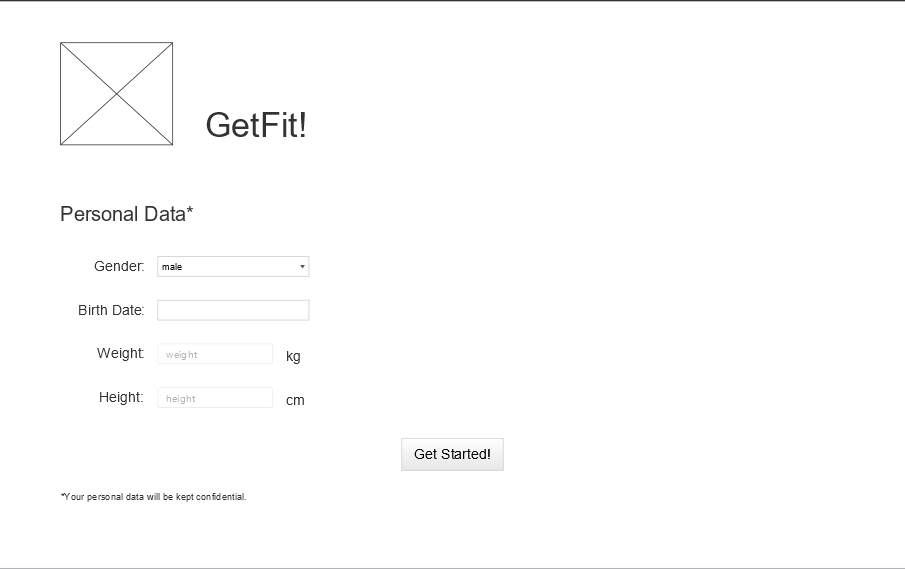 GetFit!
Personal Data*
Gender: male
Birth Date:
Weight: weight kg
Height: height cm
Get Started!
*Your personal data will be kept confidential.